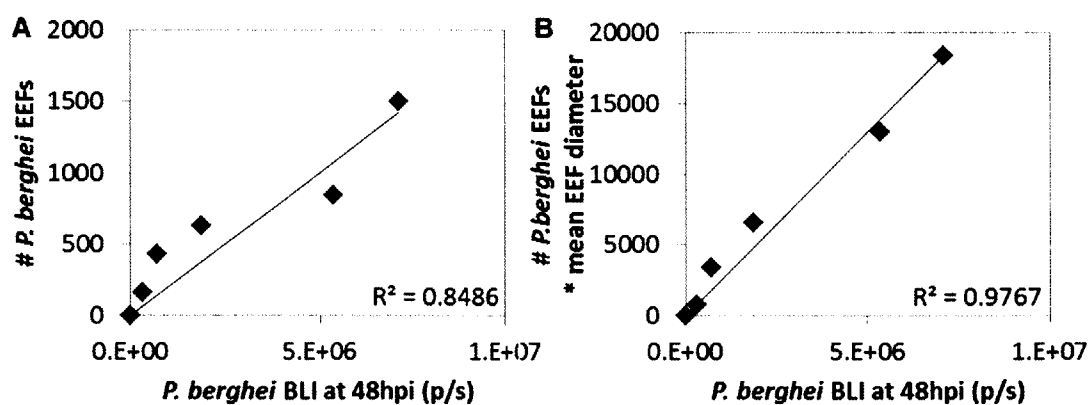 A
# P. berghei EEFs
2000
1500
1000
500
0
R² = 0.8486
0.E+00
5.E+06
1.E+07
P. berghei BLI at 48hpi (p/s)
B
# P.berghei EEFs
* mean EEF diameter
20000
15000
10000
5000
0
R² = 0.9767
0.E+00
5.E+06
1.E+07
P. berghei BLI at 48hpi (p/s)